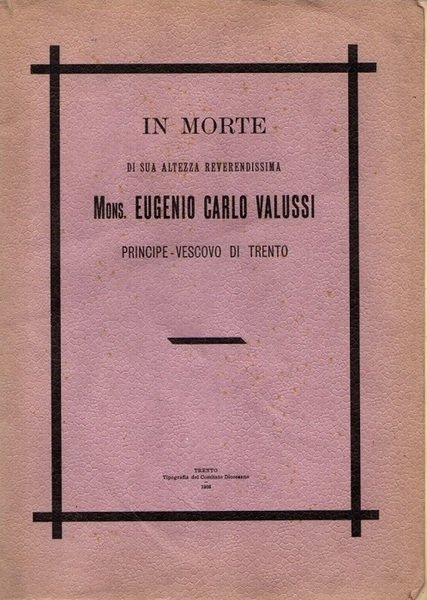 IN MORTE
DI SUA ALTEZZA REVERENDISSIMA
MONS. EUGENIO CARLO VALUSSI
PRINCIPE-VESCOVO DI TRENTO
TRENTO
Tipografia del Comitato Diocesano